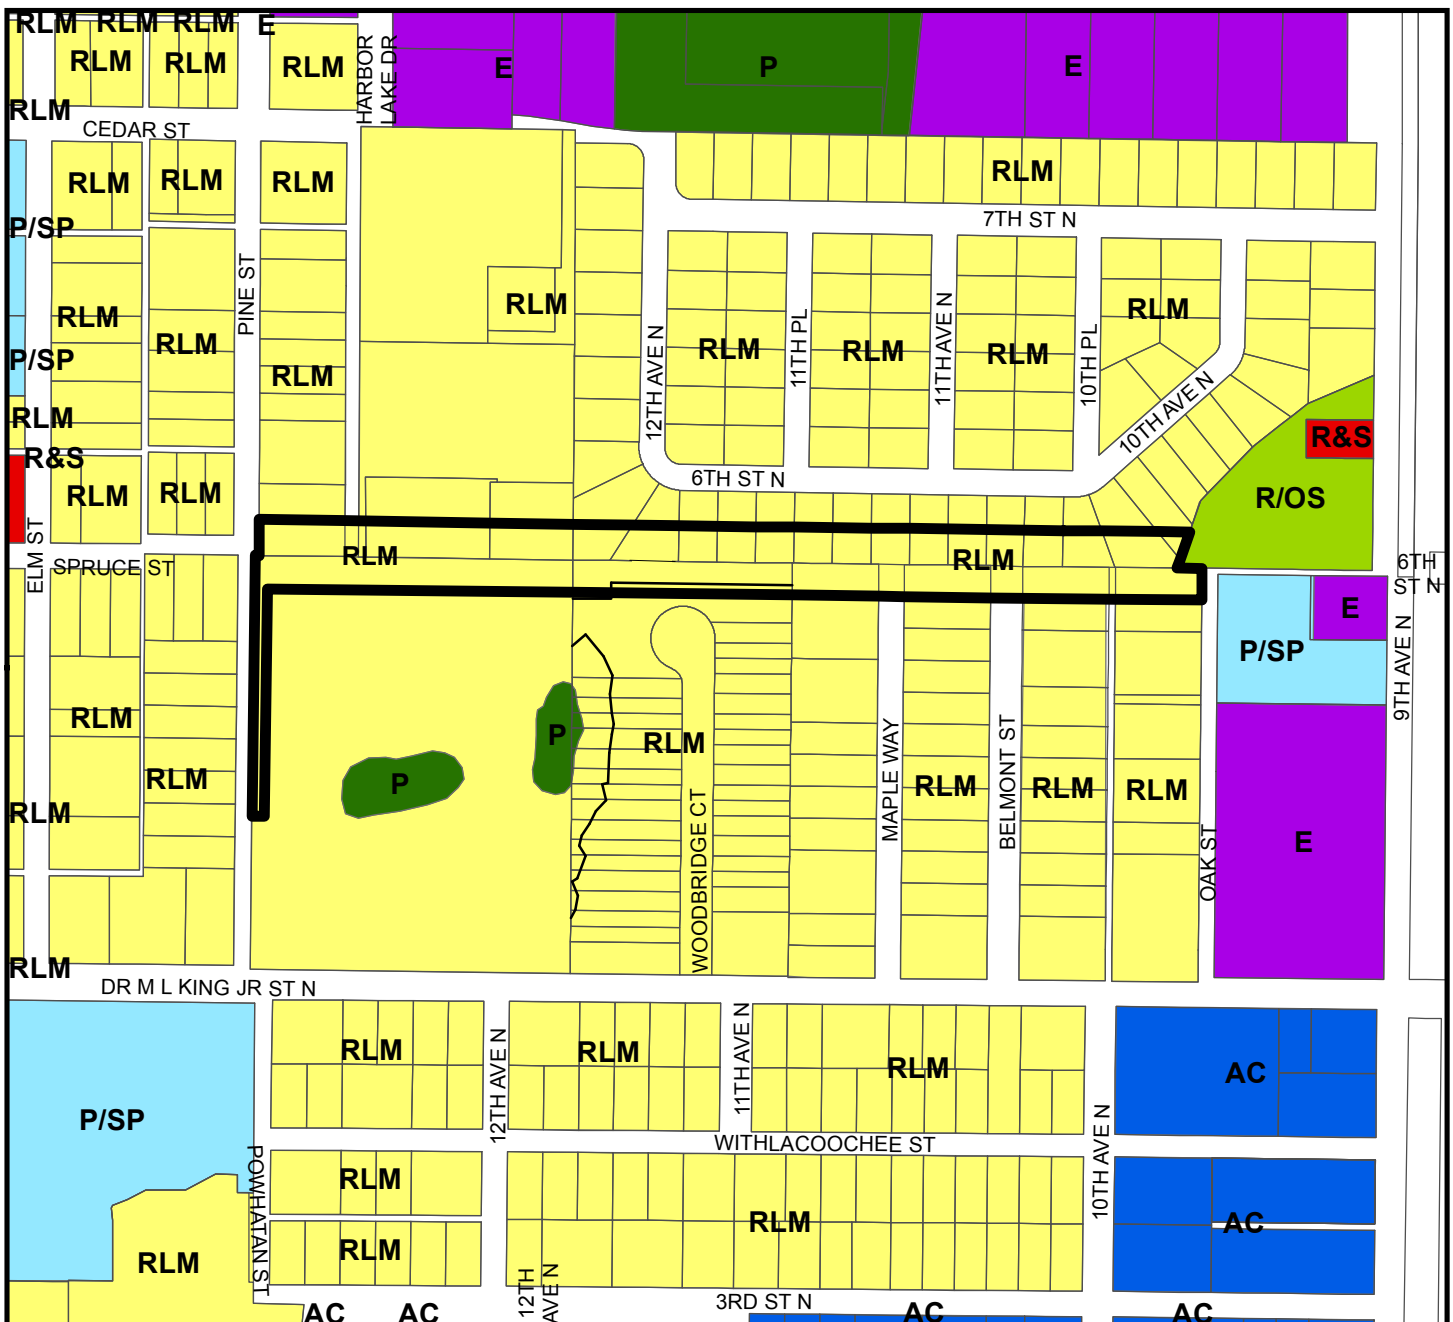 RLM
RLM
RLM
E
RLM
RLM
RLM
HARBOR
LAKE DR
E
P
E
RLM
CEDAR ST
RLM
RLM
RLM
RLM
P/SP
7TH ST N
PINE ST
RLM
RLM
RLM
RLM
RLM
P/SP
RLM
12TH AVE N
RLM
11TH PL
RLM
11TH AVE N
RLM
10TH PL
10TH AVE N
RLM
R&S
R&S
RLM
RLM
6TH ST N
R/OS
ELM ST
SPRUCE ST
RLM
RLM
6TH
ST N
E
P/SP
9TH AVE N
RLM
RLM
P
P
RLM
WOODBRIDGE CT
MAPLE WAY
RLM
BELMONT ST
RLM
RLM
OAK ST
E
RLM
RLM
DR M L KING JR ST N
RLM
12TH AVE N
RLM
11TH AVE N
RLM
AC
P/SP
WITHLACOOCHEE ST
10TH AVE N
POWHATAN ST
RLM
RLM
RLM
RLM
AC
12TH
AVE N
3RD ST N
AC
AC
AC
AC